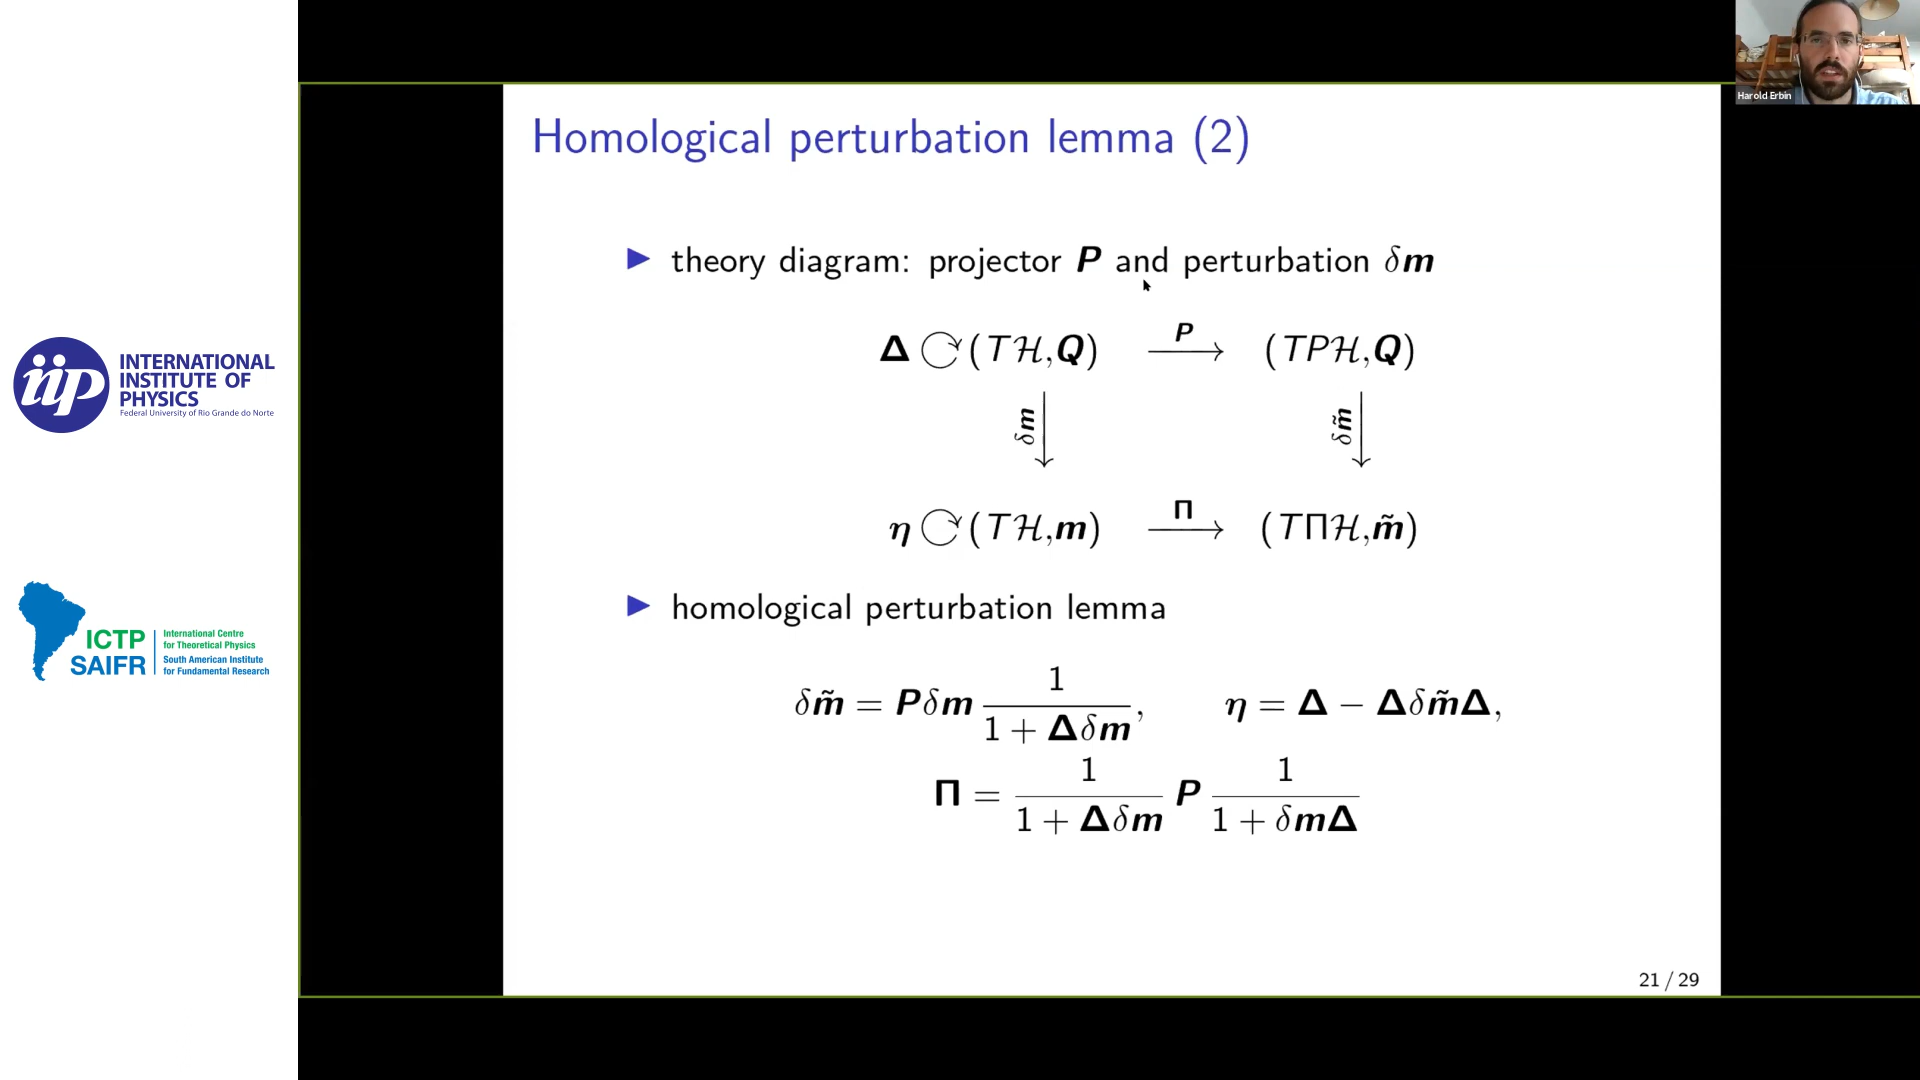 Harold Erbin
INTERNATIONAL
INSTITUTE OF
PHYSICS
Federal University of Rio Grande do Norte
iip
ICTP
SAIFR
International Centre
for Theoretical Physics
South American Institute
for Fundamental Research
Homological perturbation lemma (2)
▶ theory diagram: projector P and perturbation δm
Δ ⟳ (Tℋ,Q) P⟶ (TPℋ,Q)
δm ↓ δm̃ ↓
η ⟳ (Tℋ,m) Π⟶ (TΠℋ,m̃)
▶ homological perturbation lemma
δm̃ = Pδm 1/(1 + Δδm), η = Δ − Δδm̃Δ,
Π = 1/(1 + Δδm) P 1/(1 + δmΔ)
21 / 29